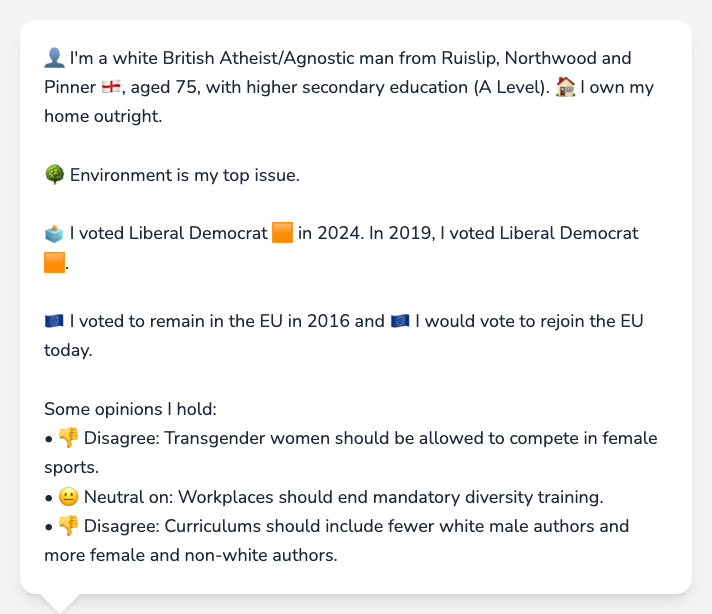 👤 I'm a white British Atheist/Agnostic man from Ruislip, Northwood and
Pinner 🏴󠁧󠁢󠁥󠁮󠁧󠁿, aged 75, with higher secondary education (A Level). 🏠 I own my
home outright.
🌳 Environment is my top issue.
🗳️ I voted Liberal Democrat 🟧 in 2024. In 2019, I voted Liberal Democrat
🟧.
🇪🇺 I voted to remain in the EU in 2016 and 🇪🇺 I would vote to rejoin the EU
today.
Some opinions I hold:
• 👎 Disagree: Transgender women should be allowed to compete in female
sports.
• 😐 Neutral on: Workplaces should end mandatory diversity training.
• 👎 Disagree: Curriculums should include fewer white male authors and
more female and non-white authors.